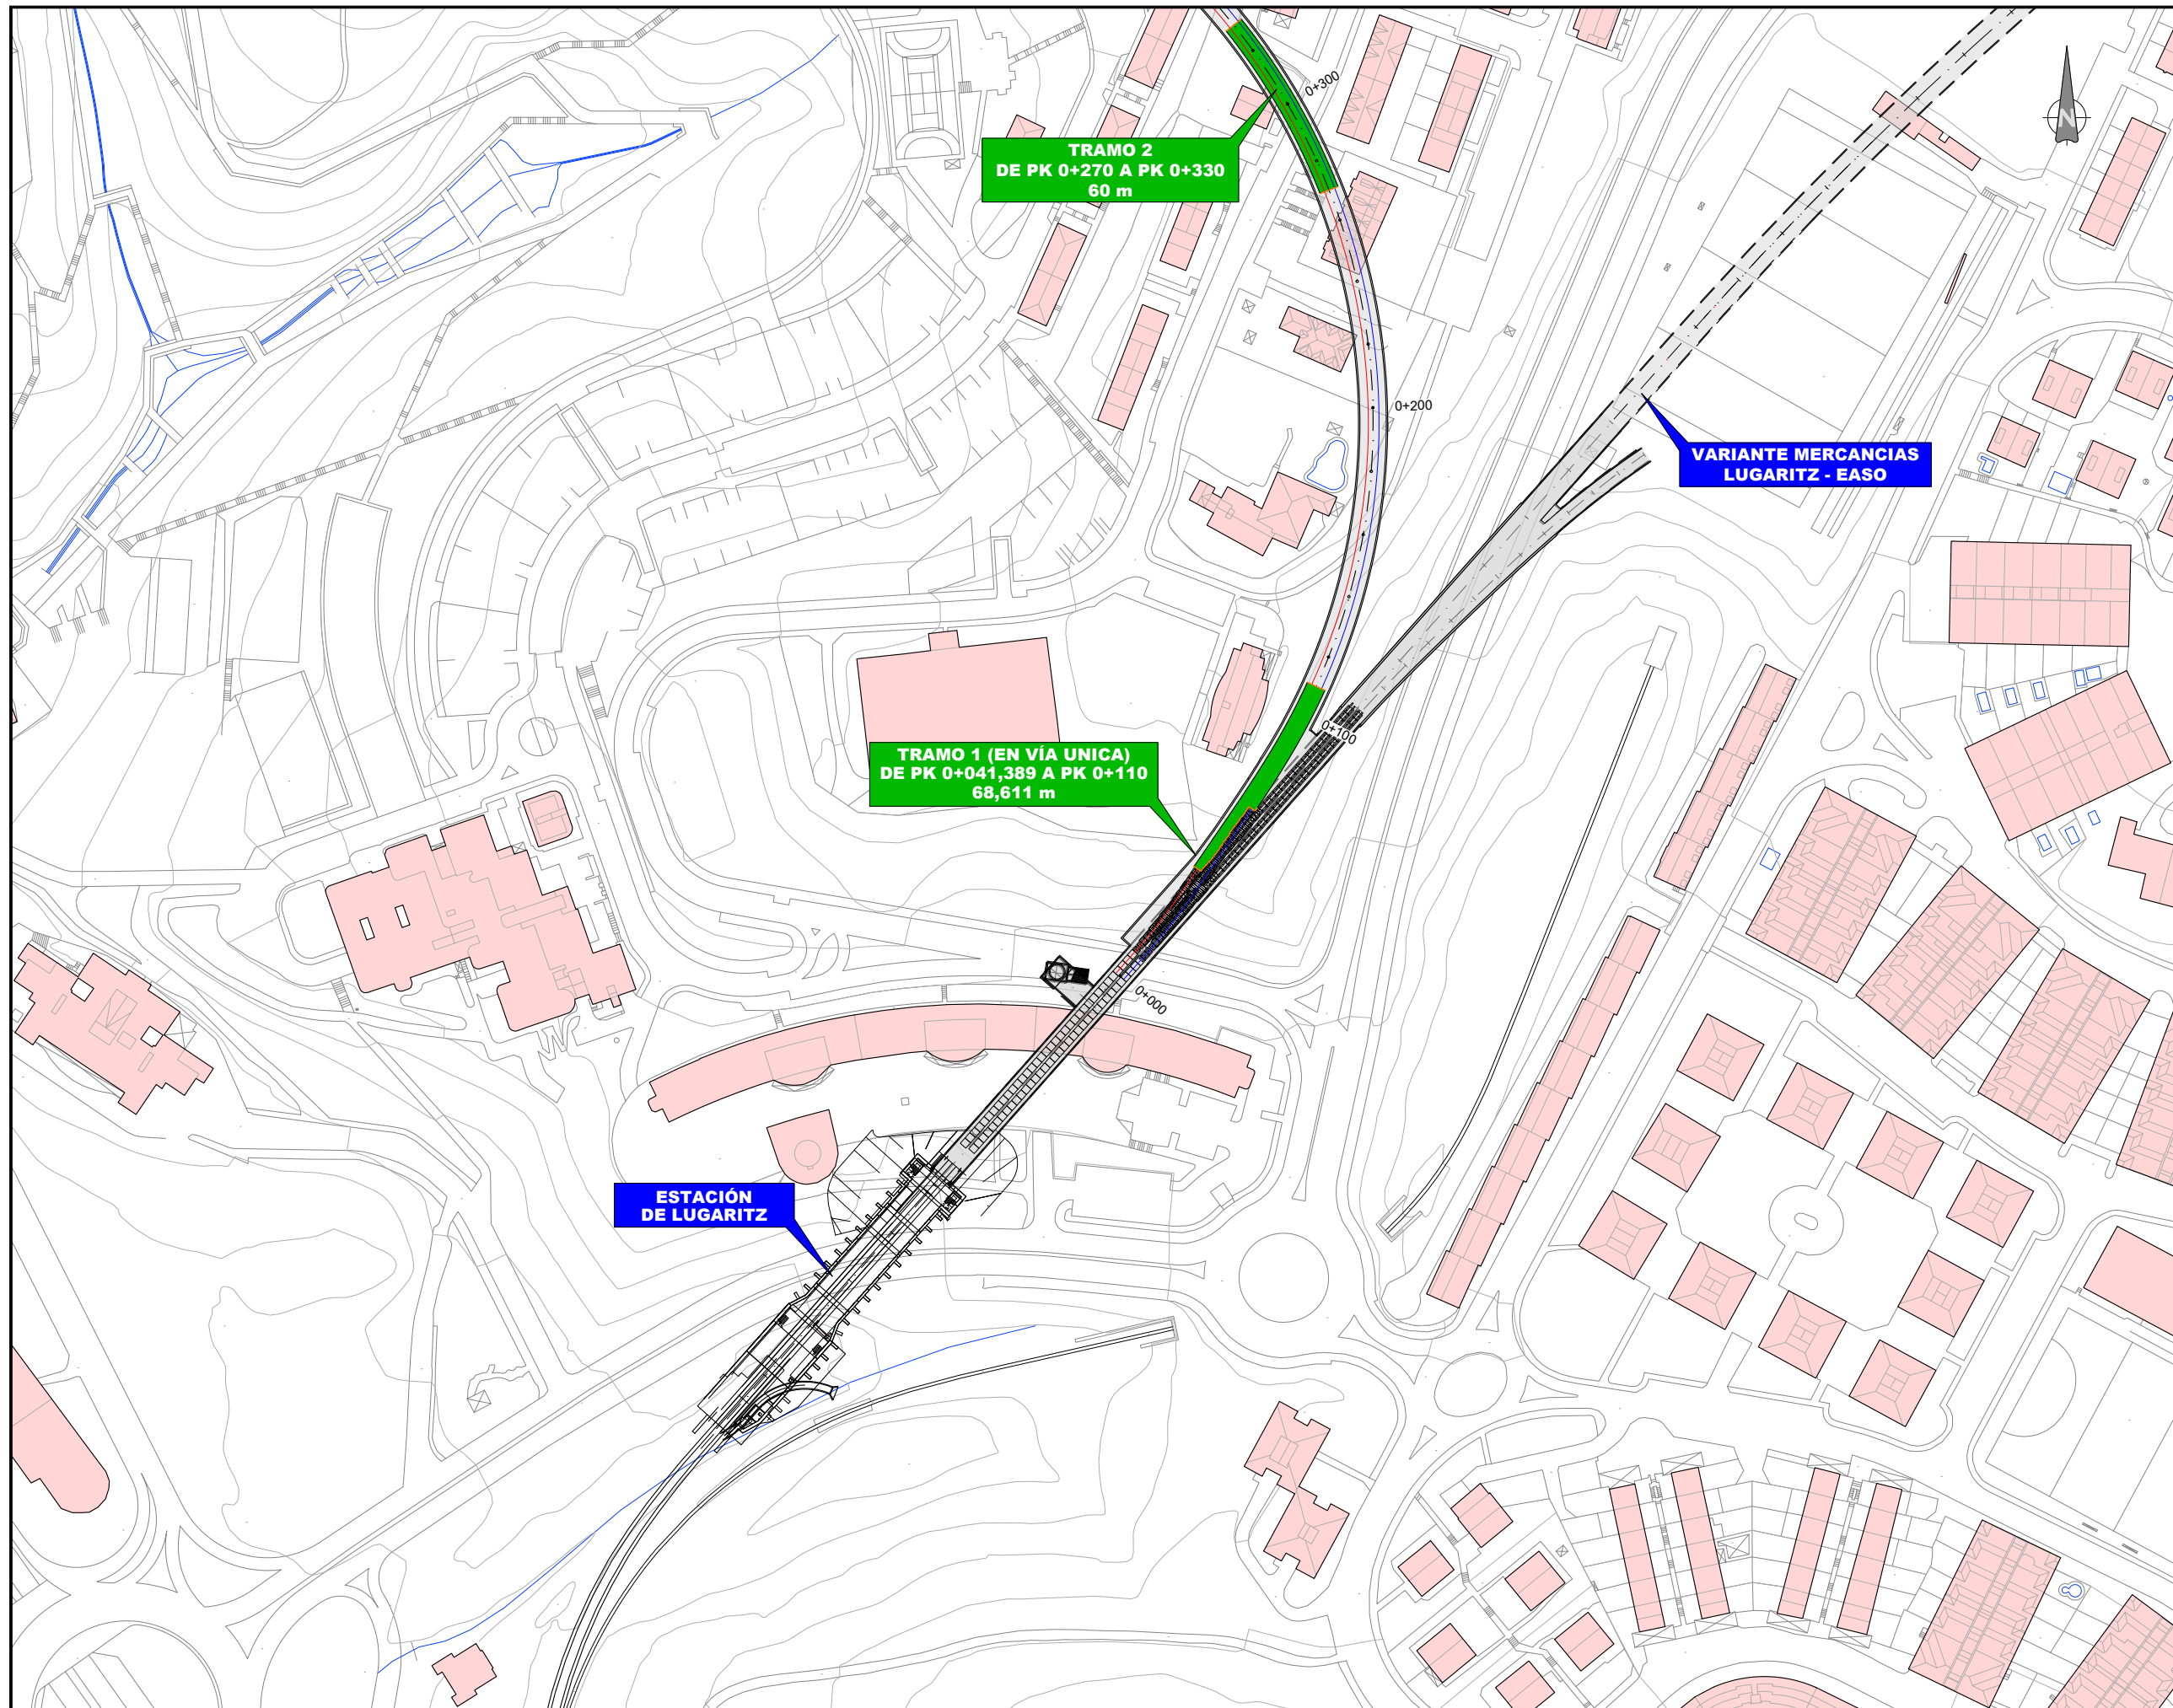 0+300
TRAMO 2
DE PK 0+270 A PK 0+330
60 m
N
0+200
VARIANTE MERCANCIAS
LUGARITZ - EASO
0+100
TRAMO 1 (EN VÍA UNICA)
DE PK 0+041,389 A PK 0+110
68,611 m
0+000
ESTACIÓN
DE LUGARITZ